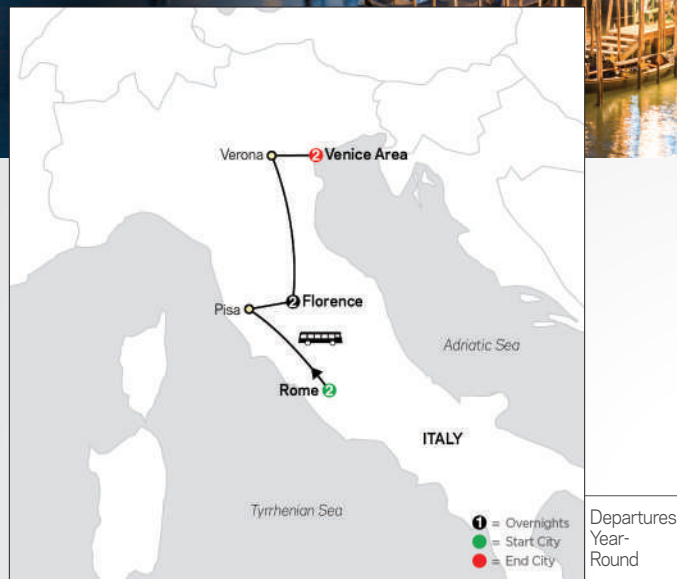 Verona
2 Venice Area
2 Florence
Pisa
Adriatic Sea
Rome 2
ITALY
Tyrrhenian Sea
1 = Overnights
= Start City
= End City
Departures
Year-
Round